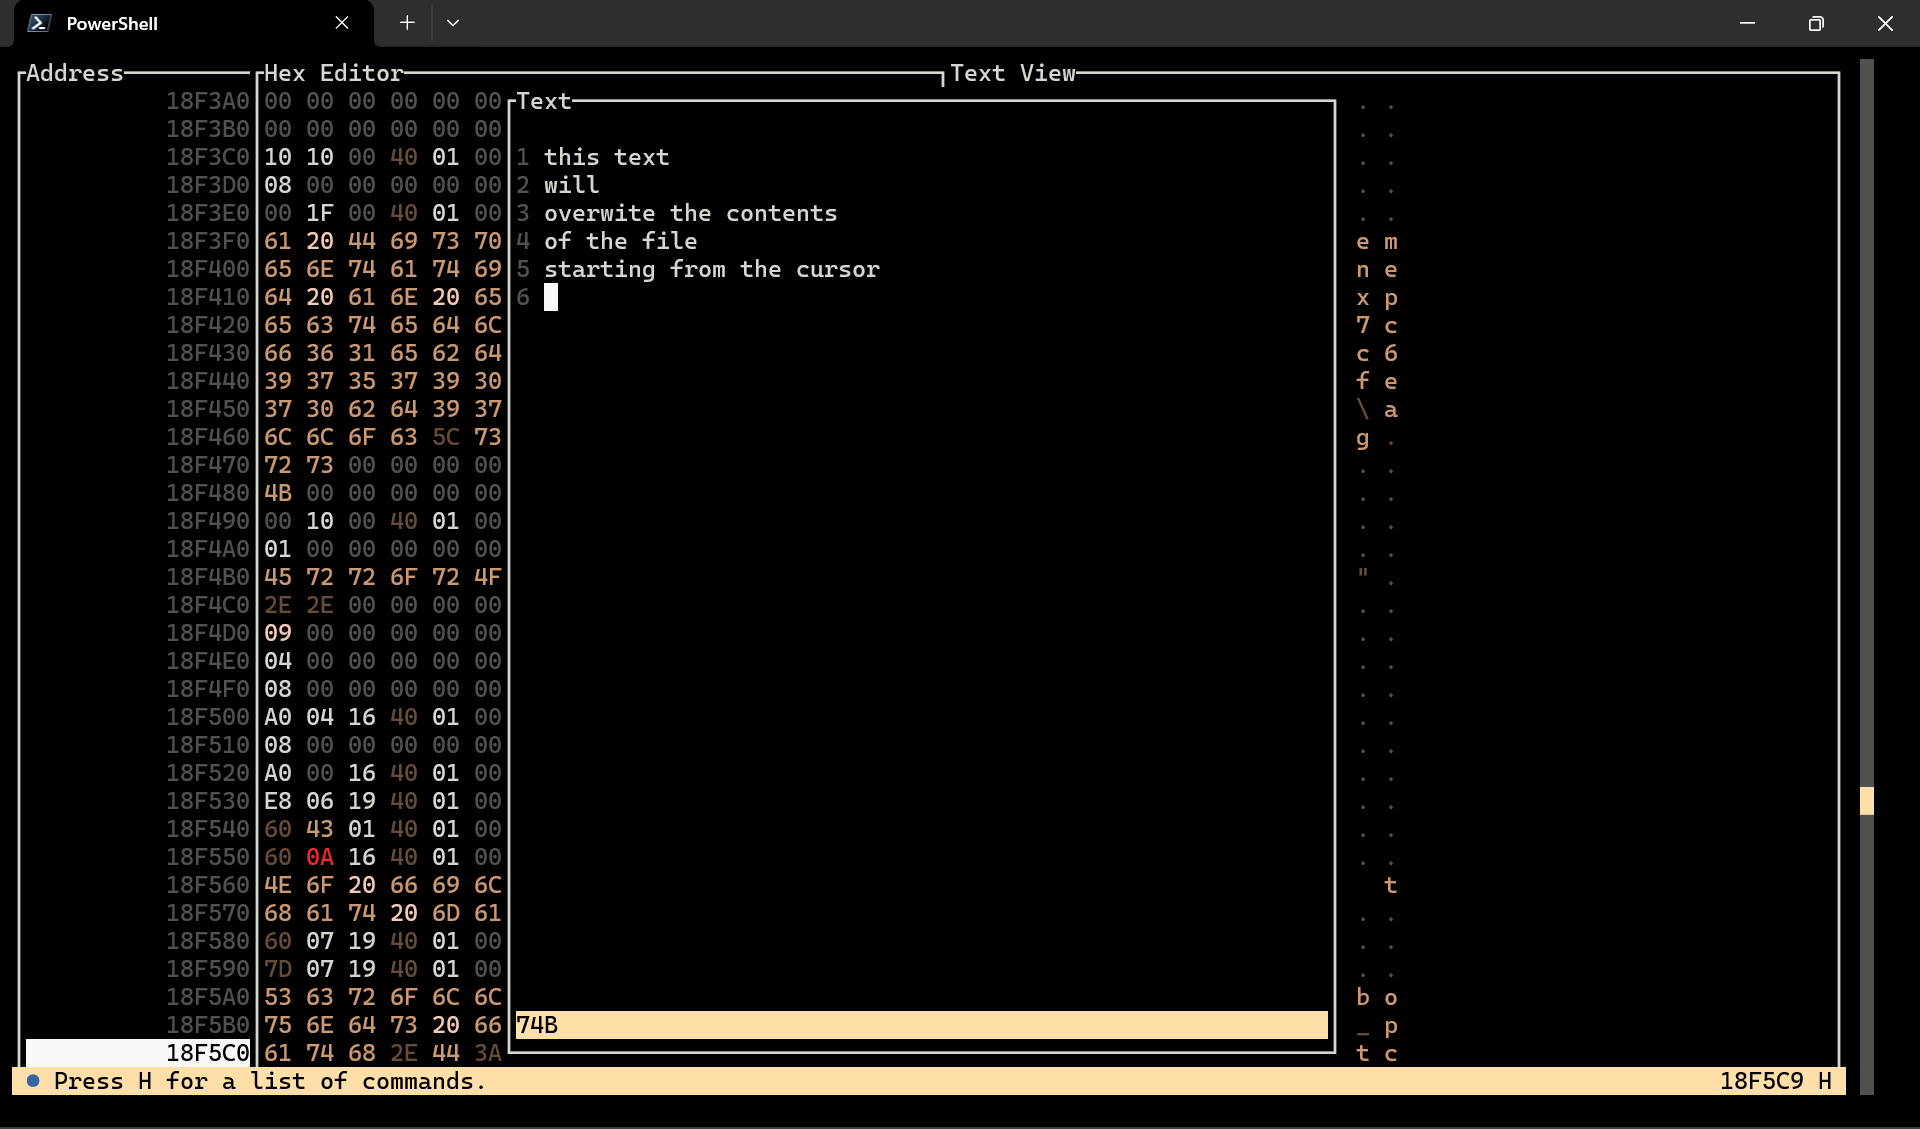 PowerShell
Address Hex Editor Text View
18F3A0 00 00 00 00 00 00 Text . .
18F3B0 00 00 00 00 00 00 . .
18F3C0 10 10 00 40 01 00 1 this text . .
18F3D0 08 00 00 00 00 00 2 will . .
18F3E0 00 1F 00 40 01 00 3 overwite the contents . .
18F3F0 61 20 44 69 73 70 4 of the file e m
18F400 65 6E 74 61 74 69 5 starting from the cursor n e
18F410 64 20 61 6E 20 65 6 x p
18F420 65 63 74 65 64 6C 7 c
18F430 66 36 31 65 62 64 c 6
18F440 39 37 35 37 39 30 f e
18F450 37 30 62 64 39 37 \ a
18F460 6C 6C 6F 63 5C 73 g .
18F470 72 73 00 00 00 00 . .
18F480 4B 00 00 00 00 00 . .
18F490 00 10 00 40 01 00 . .
18F4A0 01 00 00 00 00 00 . .
18F4B0 45 72 72 6F 72 4F " .
18F4C0 2E 2E 00 00 00 00 . .
18F4D0 09 00 00 00 00 00 . .
18F4E0 04 00 00 00 00 00 . .
18F4F0 08 00 00 00 00 00 . .
18F500 A0 04 16 40 01 00 . .
18F510 08 00 00 00 00 00 . .
18F520 A0 00 16 40 01 00 . .
18F530 E8 06 19 40 01 00 . .
18F540 60 43 01 40 01 00 . .
18F550 60 0A 16 40 01 00 . .
18F560 4E 6F 20 66 69 6C t
18F570 68 61 74 20 6D 61 . .
18F580 60 07 19 40 01 00 . .
18F590 7D 07 19 40 01 00 . .
18F5A0 53 63 72 6F 6C 6C b o
18F5B0 75 6E 64 73 20 66 74B _ p
18F5C0 61 74 68 2E 44 3A t c
● Press H for a list of commands. 18F5C9 H